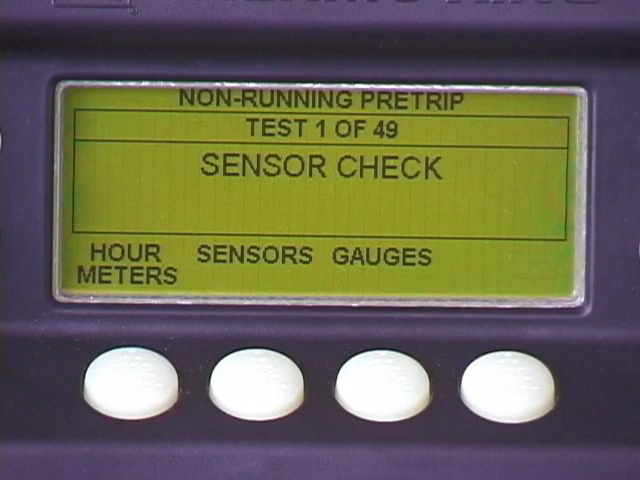 NON-RUNNING PRETRIP
TEST 1 OF 49
SENSOR CHECK
HOUR METERS
SENSORS
GAUGES